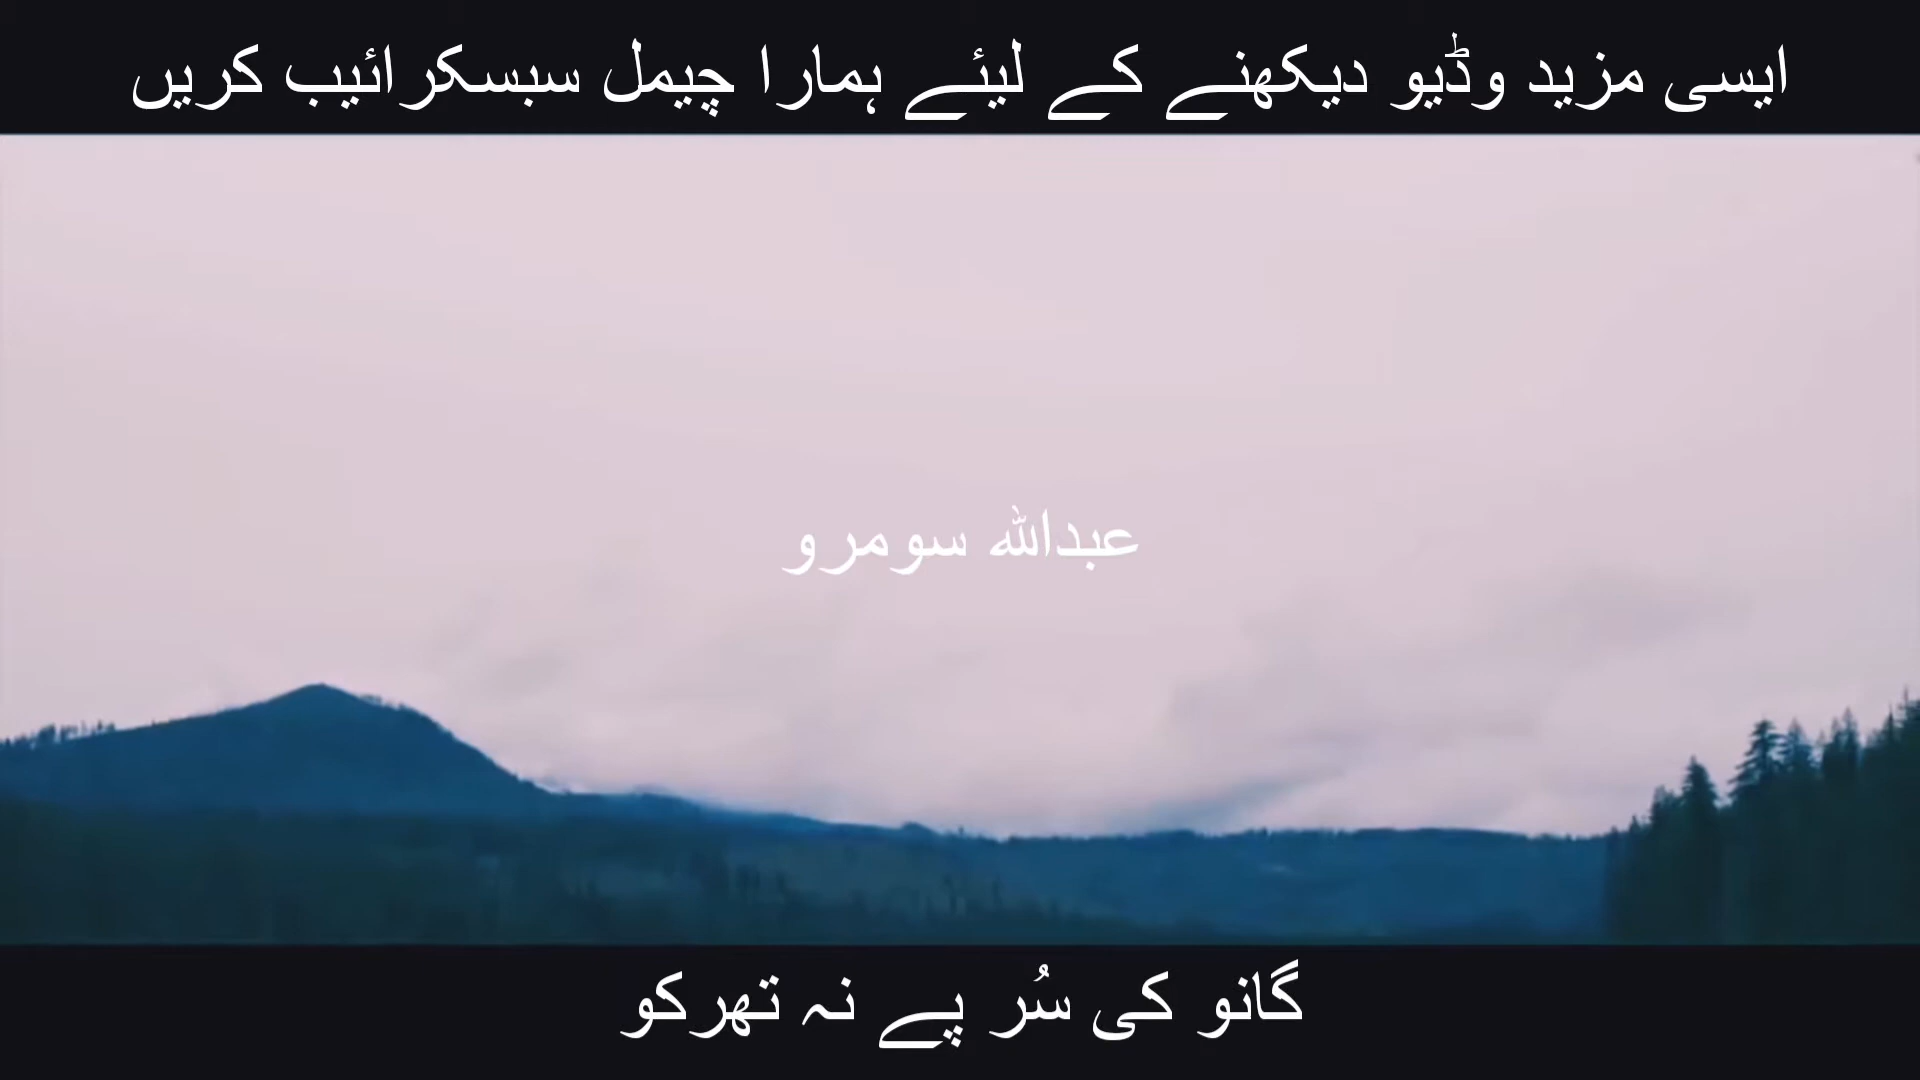 ایسی مزید وڈیو دیکھنے کے لیئے ہمارا چیمل سبسکرائیب کریں
عبداللہ سومرو
گانو کی سُر پے نہ تھرکو